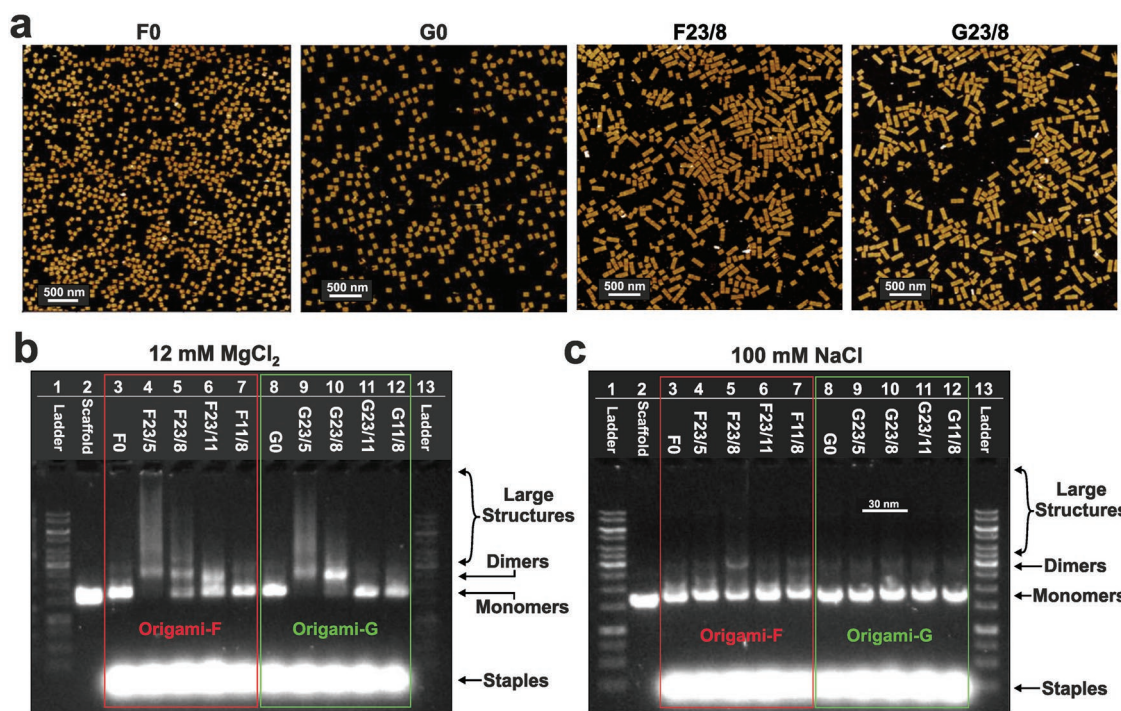 a
F0 G0 F23/8 G23/8
500 nm 500 nm 500 nm 500 nm
b
12 mM MgCl₂
1 2 3 4 5 6 7 8 9 10 11 12 13
Ladder Scaffold F0 F23/5 F23/8 F23/11 F11/8 G0 G23/5 G23/8 G23/11 G11/8 Ladder
Large
Structures
Dimers
Monomers
Origami-F Origami-G
Staples
c
100 mM NaCl
1 2 3 4 5 6 7 8 9 10 11 12 13
Ladder Scaffold F0 F23/5 F23/8 F23/11 F11/8 G0 G23/5 G23/8 G23/11 G11/8 Ladder
30 nm
Large
Structures
Dimers
Monomers
Origami-F Origami-G
Staples